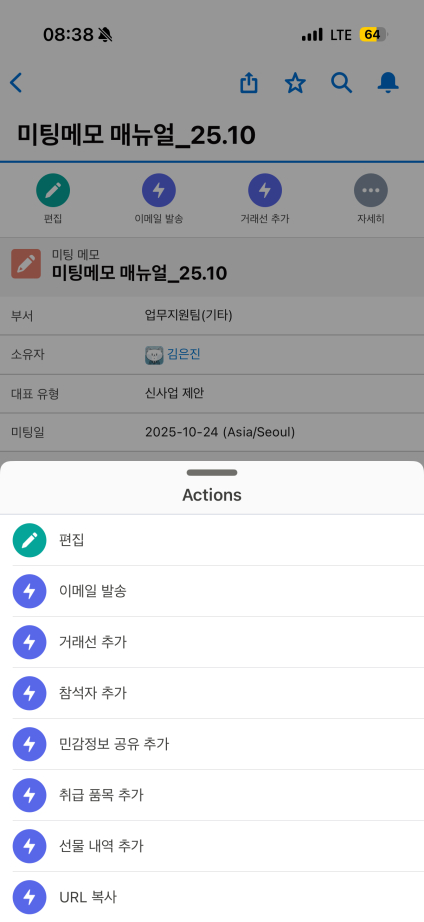 08:38
LTE
64
미팅메모 매뉴얼_25.10
편집
이메일 발송
거래선 추가
자세히
미팅 메모
미팅메모 매뉴얼_25.10
부서 업무지원팀(기타)
소유자 김은진
대표 유형 신사업 제안
미팅일 2025-10-24 (Asia/Seoul)
Actions
편집
이메일 발송
거래선 추가
참석자 추가
민감정보 공유 추가
취급 품목 추가
선물 내역 추가
URL 복사